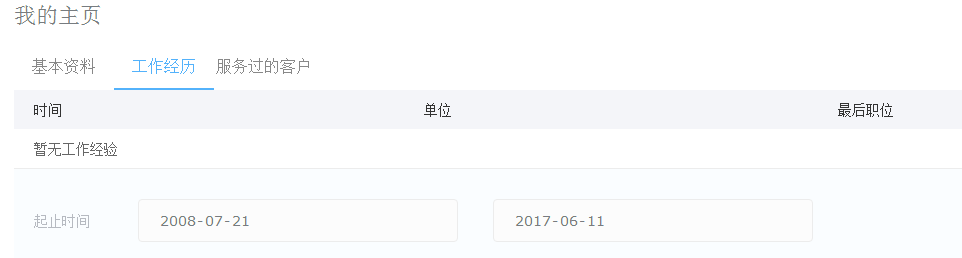 我的主页
基本资料 工作经历 服务过的客户
时间 单位 最后职位
暂无工作经验
起止时间 2008-07-21 2017-06-11